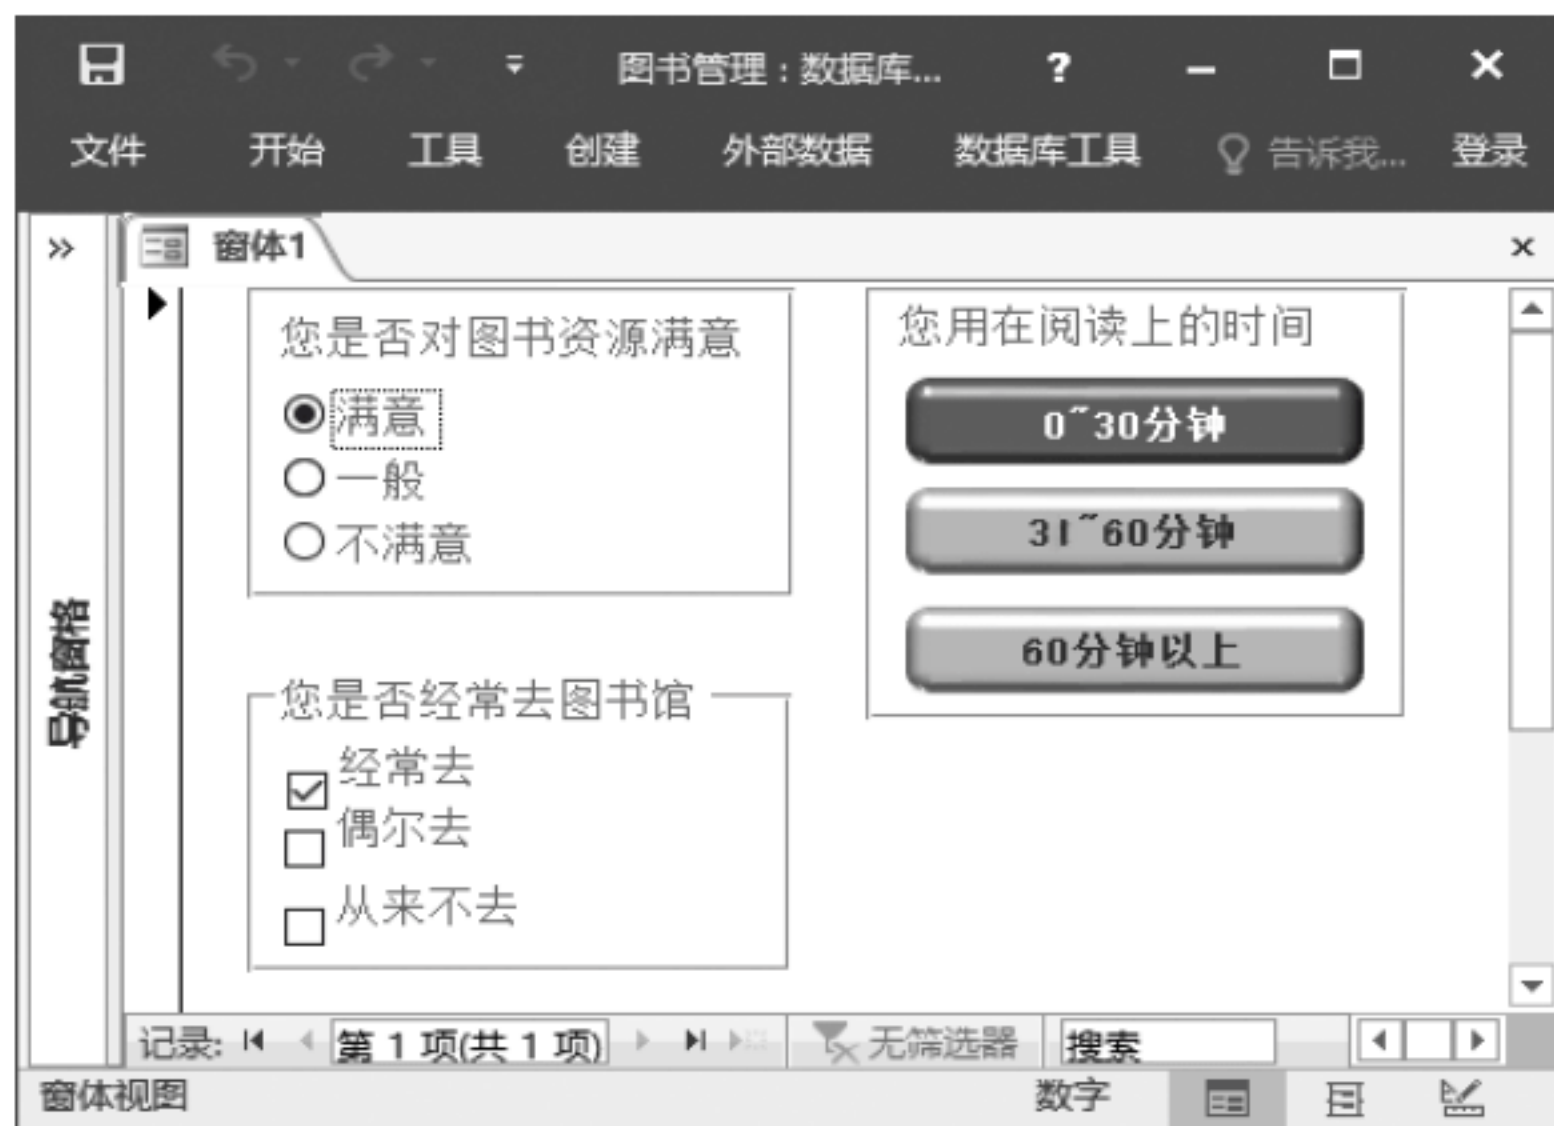 图书管理：数据库... ?
文件 开始 工具 创建 外部数据 数据库工具 告诉我... 登录
窗体1
导航窗格
您是否对图书资源满意
满意
一般
不满意
您是否经常去图书馆
经常去
偶尔去
从来不去
您用在阅读上的时间
0~30分钟
31~60分钟
60分钟以上
记录: 第 1 项(共 1 项) 无筛选器 搜索
窗体视图 数字